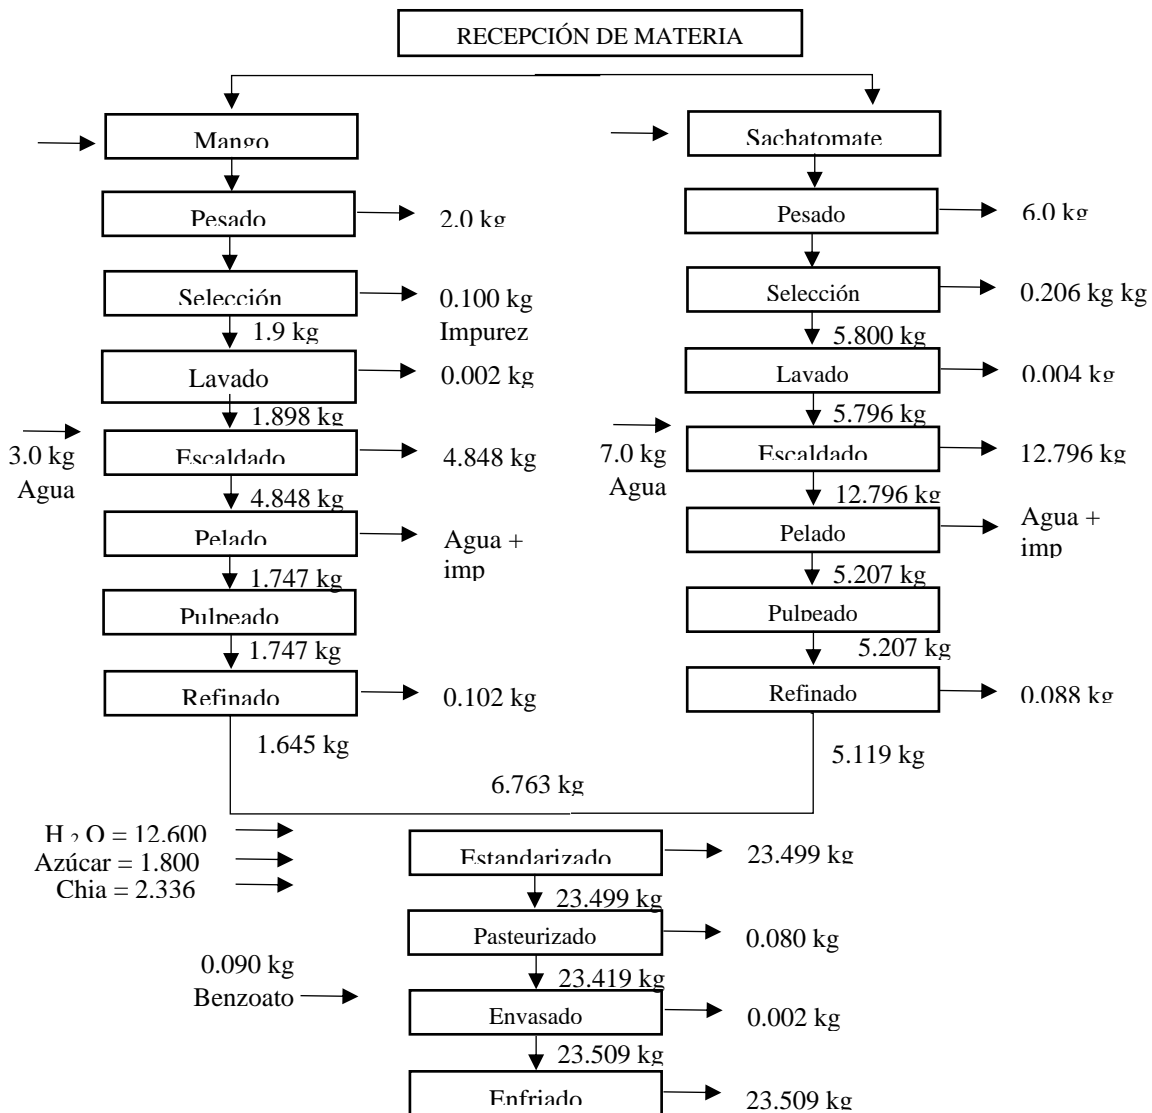 RECEPCIÓN DE MATERIA
Mango
Pesado
2.0 kg
Selección
0.100 kg
Impurez
1.9 kg
Lavado
0.002 kg
1.898 kg
3.0 kg
Agua
Escaldado
4.848 kg
4.848 kg
Pelado
Agua +
imp
1.747 kg
Pulpeado
1.747 kg
Refinado
0.102 kg
1.645 kg
Sachatomate
Pesado
6.0 kg
Selección
0.206 kg kg
5.800 kg
Lavado
0.004 kg
5.796 kg
7.0 kg
Agua
Escaldado
12.796 kg
12.796 kg
Pelado
Agua +
imp
5.207 kg
Pulpeado
5.207 kg
Refinado
0.088 kg
5.119 kg
6.763 kg
H₂O = 12.600
Azúcar = 1.800
Chia = 2.336
Estandarizado
23.499 kg
23.499 kg
Pasteurizado
0.080 kg
23.419 kg
0.090 kg
Benzoato
Envasado
0.002 kg
23.509 kg
Enfriado
23.509 kg